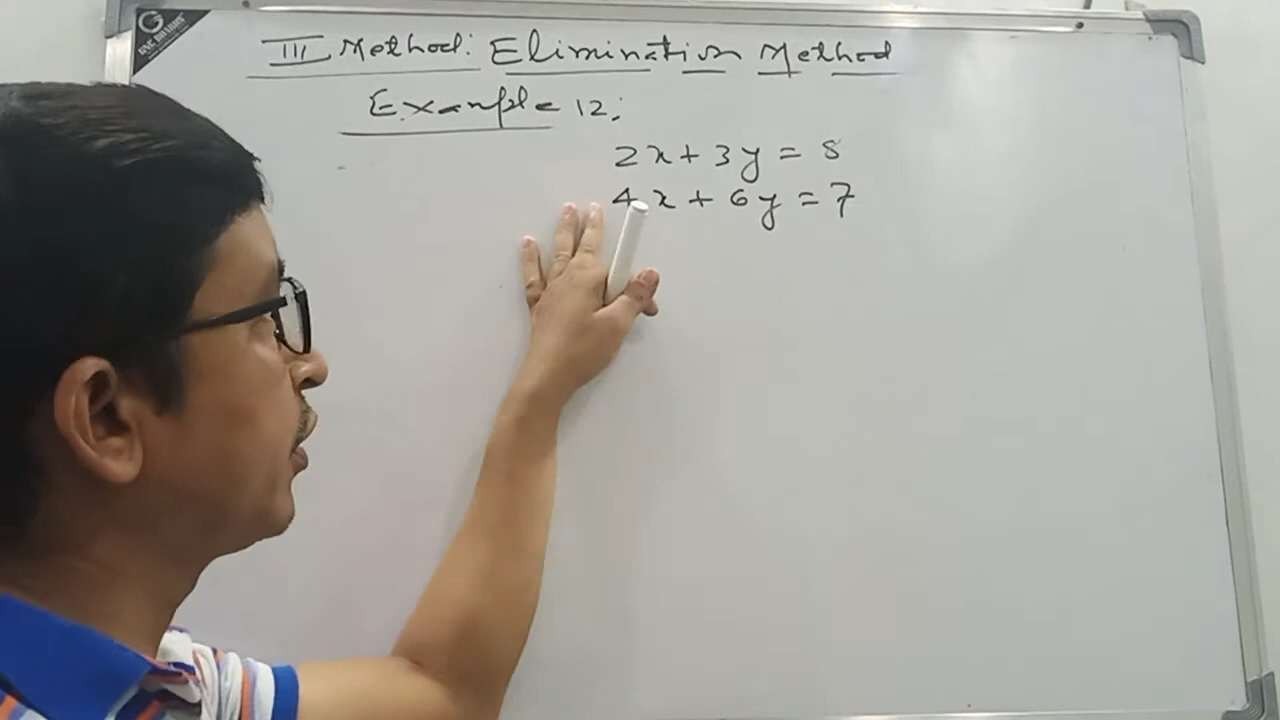 III Method: Elimination Method
Example 12:
2x + 3y = 8
4x + 6y = 7